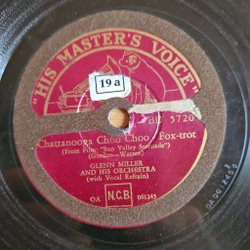 "HIS MASTER'S VOICE"
19a
BD 5720
Chattanooga Choo Choo - Fox-trot
(From Film: "Sun Valley Serenade")
(Gordon—Warren)
GLENN MILLER
AND HIS ORCHESTRA
(with Vocal Refrain)
OA N.C.B. 061245